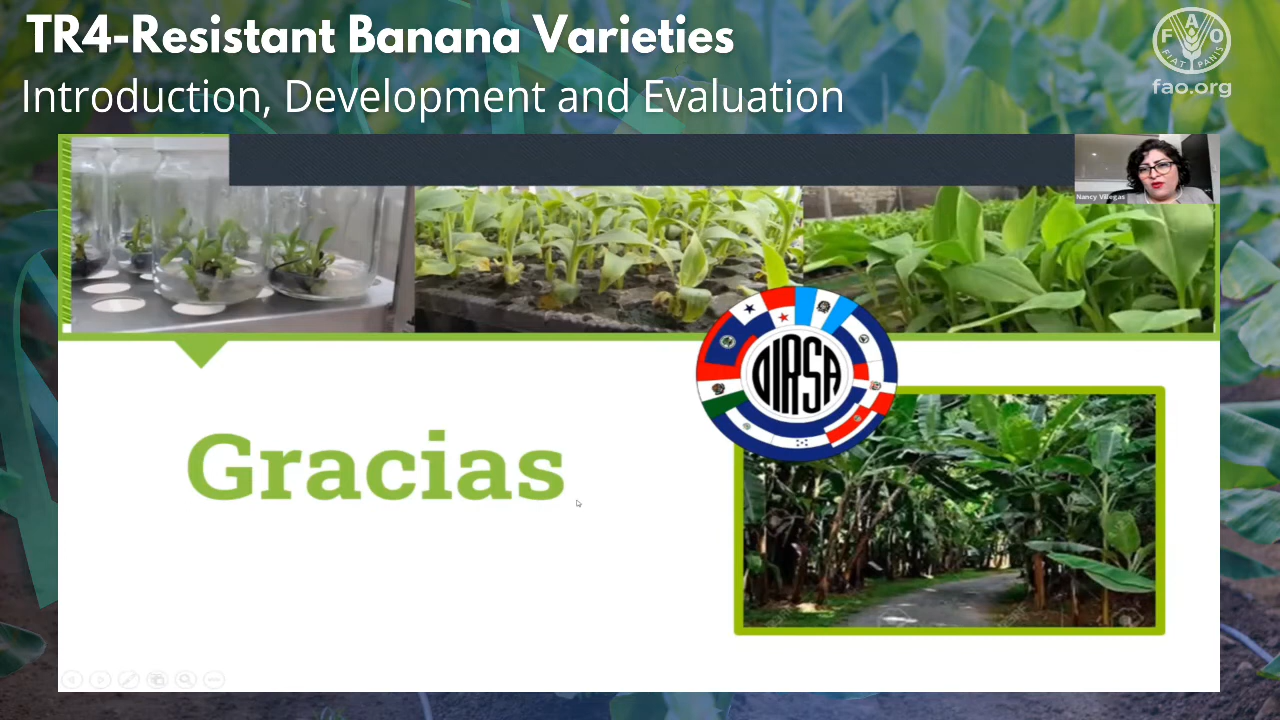 TR4-Resistant Banana Varieties
Introduction, Development and Evaluation
F A O
FIAT PANIS
fao.org
Nancy Villegas
OIRSA
Gracias